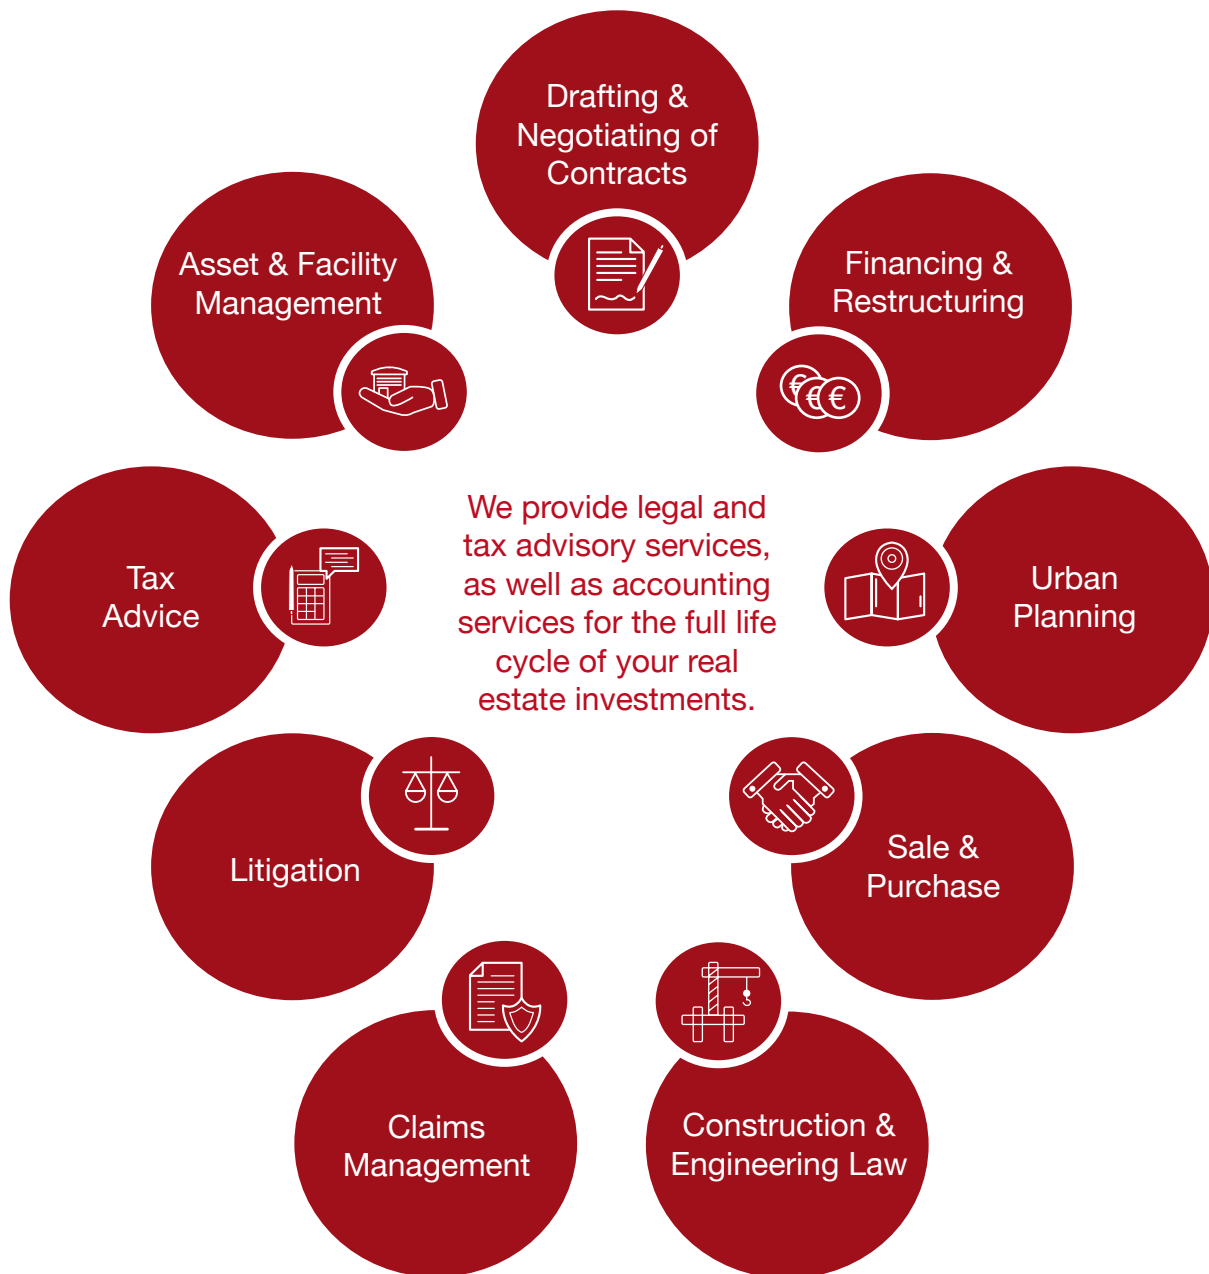 Drafting &
Negotiating of
Contracts
Asset & Facility
Management
Financing &
Restructuring
€
€
€
We provide legal and
tax advisory services,
as well as accounting
services for the full life
cycle of your real
estate investments.
Tax
Advice
Urban
Planning
Litigation
Sale &
Purchase
Claims
Management
Construction &
Engineering Law